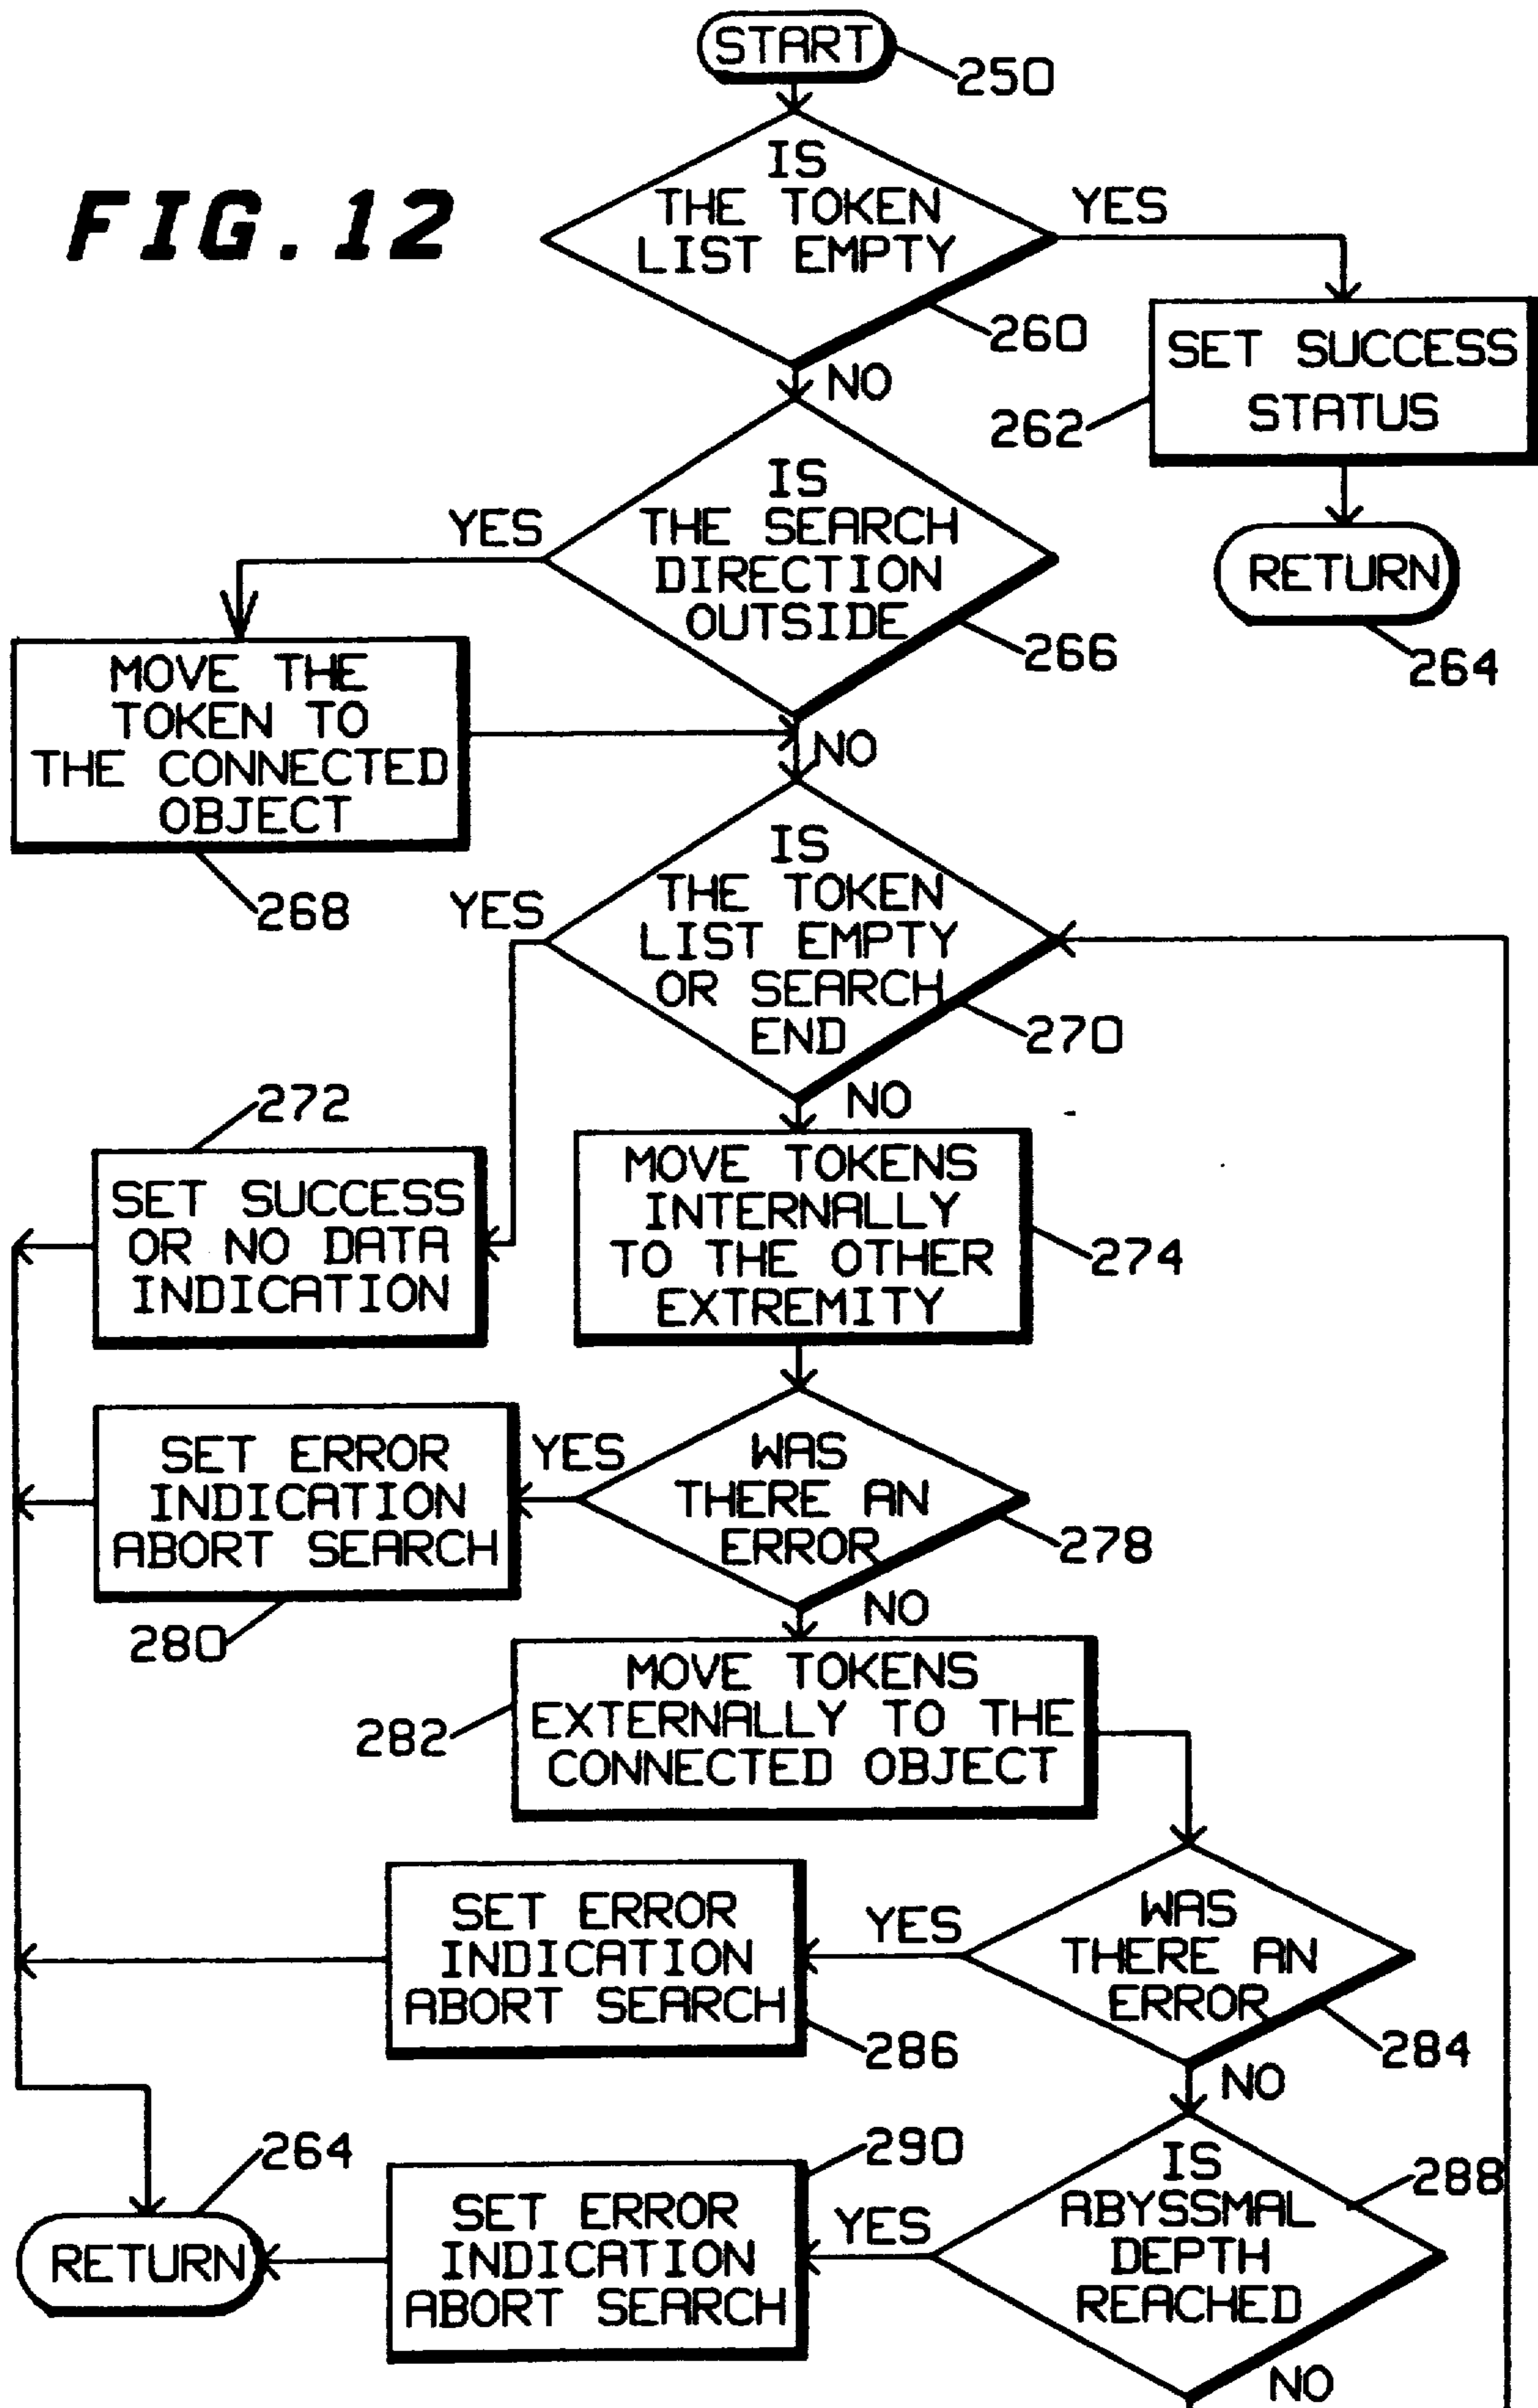 START
250
FIG. 12
IS
THE TOKEN
LIST EMPTY
YES
260
NO
SET SUCCESS
STATUS
262
RETURN
264
IS
THE SEARCH
DIRECTION
OUTSIDE
YES
266
NO
MOVE THE
TOKEN TO
THE CONNECTED
OBJECT
268
IS
THE TOKEN
LIST EMPTY
OR SEARCH
END
YES
270
NO
272
SET SUCCESS
OR NO DATA
INDICATION
MOVE TOKENS
INTERNALLY
TO THE OTHER
EXTREMITY
274
WAS
THERE AN
ERROR
YES
278
NO
SET ERROR
INDICATION
ABORT SEARCH
280
MOVE TOKENS
EXTERNALLY TO THE
CONNECTED OBJECT
282
WAS
THERE AN
ERROR
YES
284
NO
SET ERROR
INDICATION
ABORT SEARCH
286
IS
ABYSSMAL
DEPTH
REACHED
288
YES
NO
290
SET ERROR
INDICATION
ABORT SEARCH
264
RETURN